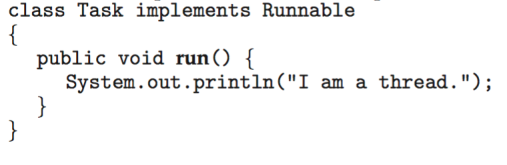 class Task implements Runnable
{
public void run() {
System.out.println("I am a thread.");
}
}